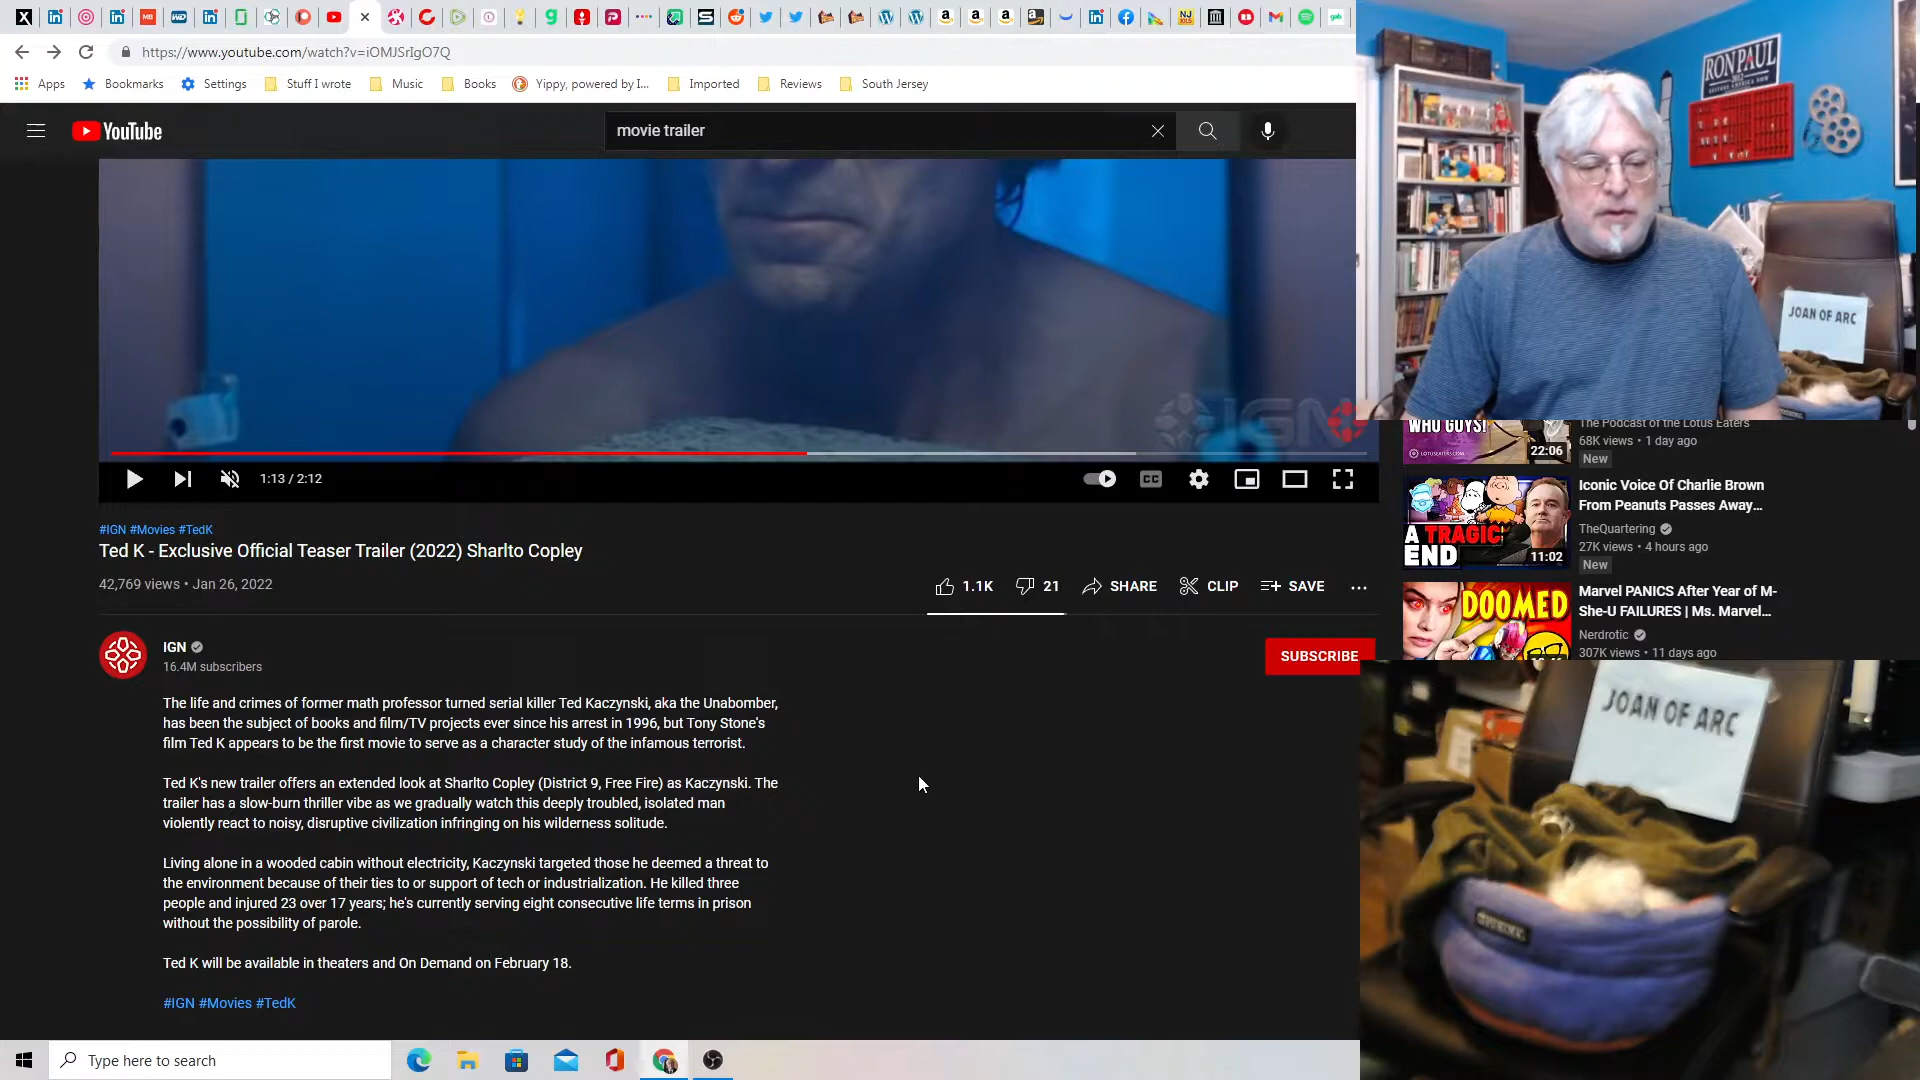 https://www.youtube.com/watch?v=iOMJSrIgO7Q
Apps
Bookmarks
Settings
Stuff I wrote
Music
Books
Yippy, powered by I...
Imported
Reviews
South Jersey
YouTube
movie trailer
RON PAUL
JOAN OF ARC
IGN
1:13 / 2:12
CC
#IGN #Movies #TedK
Ted K - Exclusive Official Teaser Trailer (2022) Sharlto Copley
42,769 views • Jan 26, 2022
1.1K
21
SHARE
CLIP
SAVE
IGN
16.4M subscribers
SUBSCRIBE
The life and crimes of former math professor turned serial killer Ted Kaczynski, aka the Unabomber,
has been the subject of books and film/TV projects ever since his arrest in 1996, but Tony Stone's
film Ted K appears to be the first movie to serve as a character study of the infamous terrorist.
Ted K's new trailer offers an extended look at Sharlto Copley (District 9, Free Fire) as Kaczynski. The
trailer has a slow-burn thriller vibe as we gradually watch this deeply troubled, isolated man
violently react to noisy, disruptive civilization infringing on his wilderness solitude.
Living alone in a wooded cabin without electricity, Kaczynski targeted those he deemed a threat to
the environment because of their ties to or support of tech or industrialization. He killed three
people and injured 23 over 17 years; he's currently serving eight consecutive life terms in prison
without the possibility of parole.
Ted K will be available in theaters and On Demand on February 18.
#IGN #Movies #TedK
WHO GUYS!
22:06
The Podcast of the Lotus Eaters
68K views • 1 day ago
New
A TRAGIC
END
11:02
Iconic Voice Of Charlie Brown
From Peanuts Passes Away...
TheQuartering
27K views • 4 hours ago
New
DOOMED
Marvel PANICS After Year of M-
She-U FAILURES | Ms. Marvel...
Nerdrotic
307K views • 11 days ago
JOAN OF ARC
Type here to search